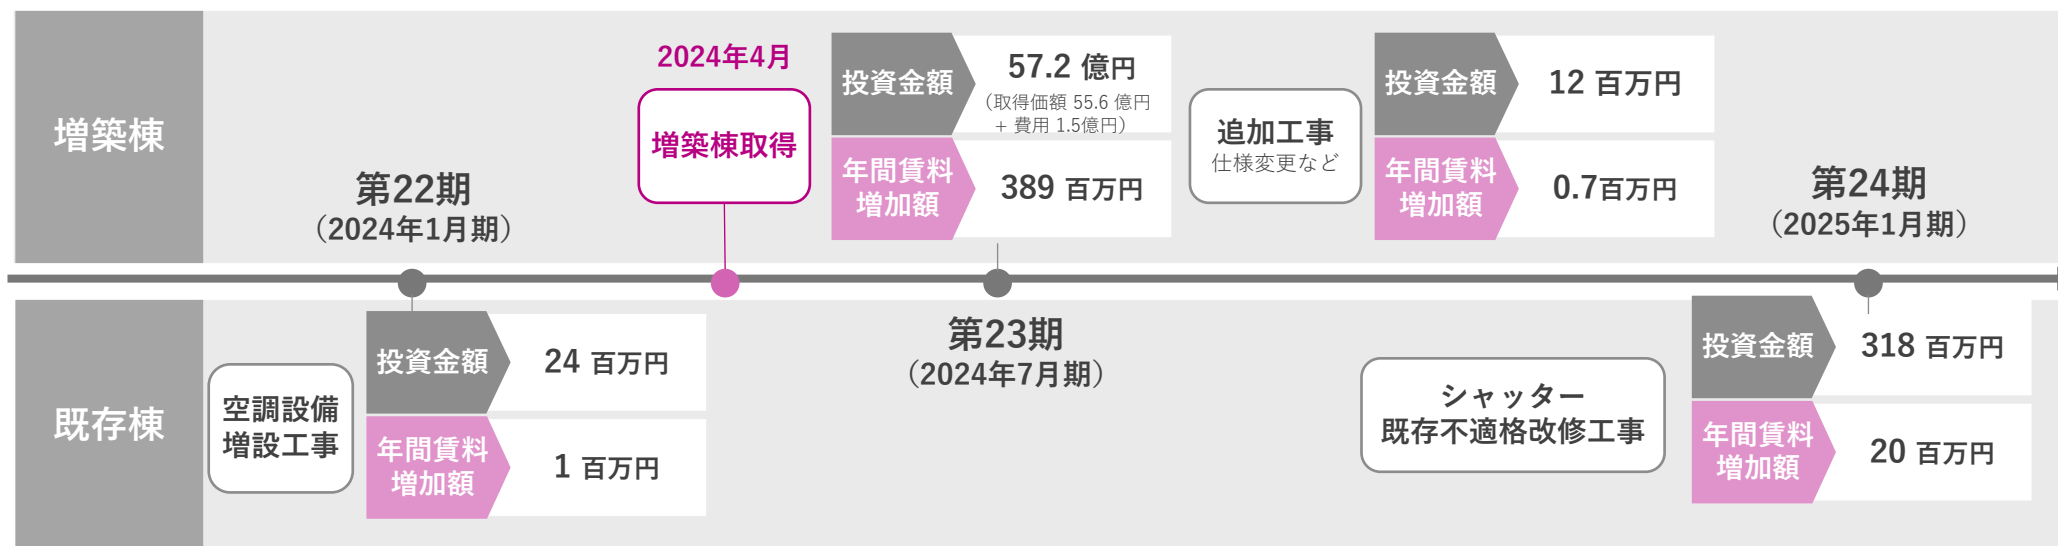 増築棟
第22期
（2024年1月期）
2024年4月
増築棟取得
投資金額
57.2 億円
（取得価額 55.6 億円
+ 費用 1.5億円）
年間賃料
増加額
389 百万円
追加工事
仕様変更など
投資金額
12 百万円
年間賃料
増加額
0.7百万円
第24期
（2025年1月期）
既存棟
空調設備
増設工事
投資金額
24 百万円
年間賃料
増加額
1 百万円
第23期
（2024年7月期）
シャッター
既存不適格改修工事
投資金額
318 百万円
年間賃料
増加額
20 百万円